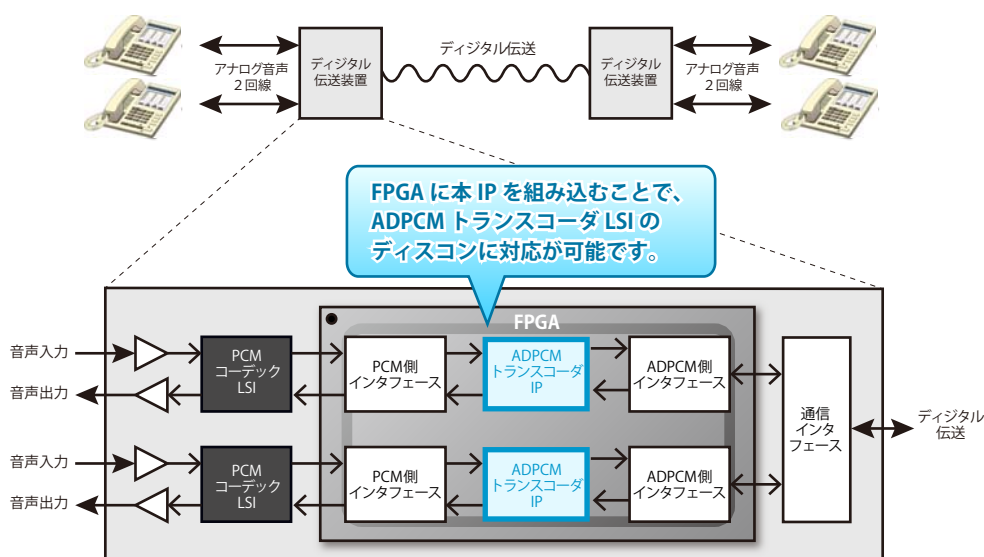 アナログ音声
2回線
ディジタル
伝送装置
ディジタル伝送
ディジタル
伝送装置
アナログ音声
2回線
FPGA に本 IP を組み込むことで、
ADPCM トランスコーダ LSI の
ディスコンに対応が可能です。
FPGA
音声入力
音声出力
PCM
コーデック
LSI
PCM側
インタフェース
ADPCM
トランスコーダ
IP
ADPCM側
インタフェース
音声入力
音声出力
PCM
コーデック
LSI
PCM側
インタフェース
ADPCM
トランスコーダ
IP
ADPCM側
インタフェース
通信
インタ
フェース
ディジタル
伝送